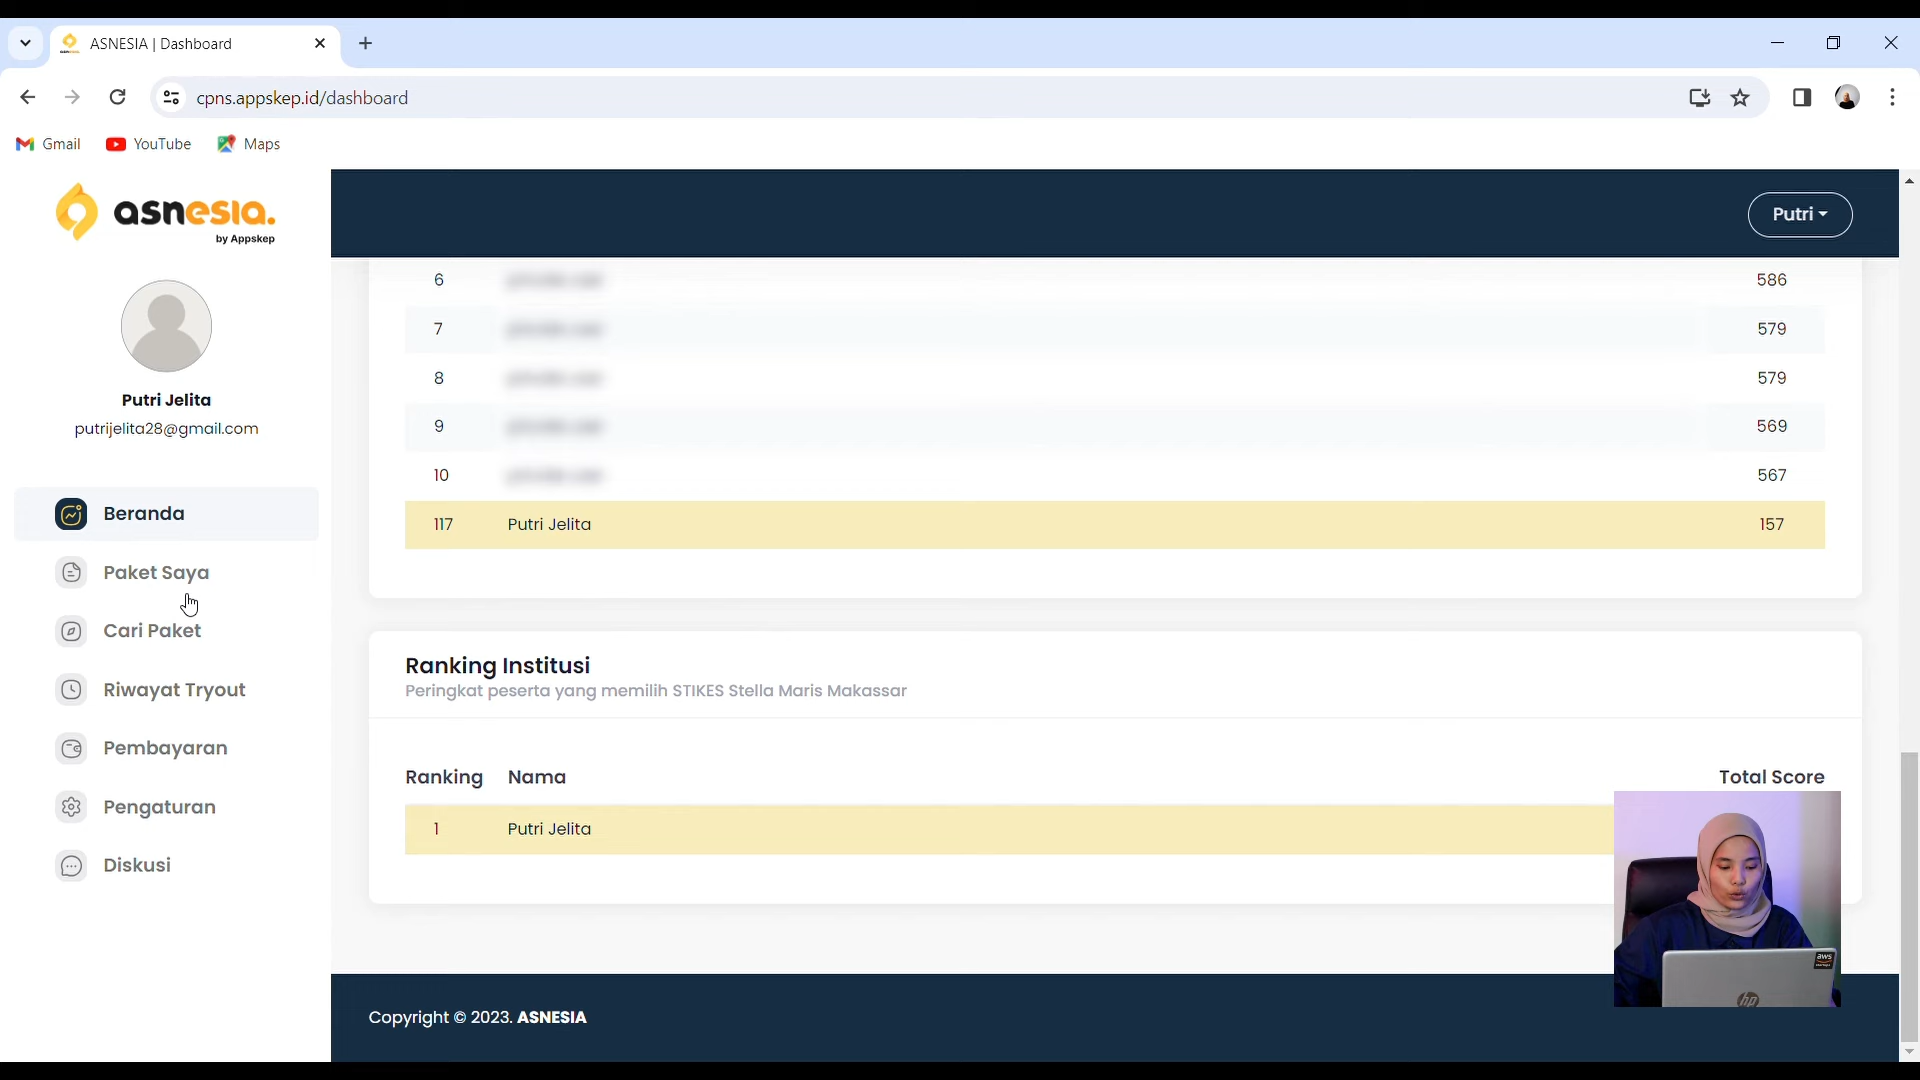 ASNESIA | Dashboard
cpns.appskep.id/dashboard
Gmail
YouTube
Maps
asnesia.
by Appskep
Putri
Putri Jelita
putrijelita28@gmail.com
Beranda
Paket Saya
Cari Paket
Riwayat Tryout
Pembayaran
Pengaturan
Diskusi
6 586
7 579
8 579
9 569
10 567
117 Putri Jelita 157
Ranking Institusi
Peringkat peserta yang memilih STIKES Stella Maris Makassar
Ranking Nama Total Score
1 Putri Jelita
aws
hp
Copyright © 2023. ASNESIA